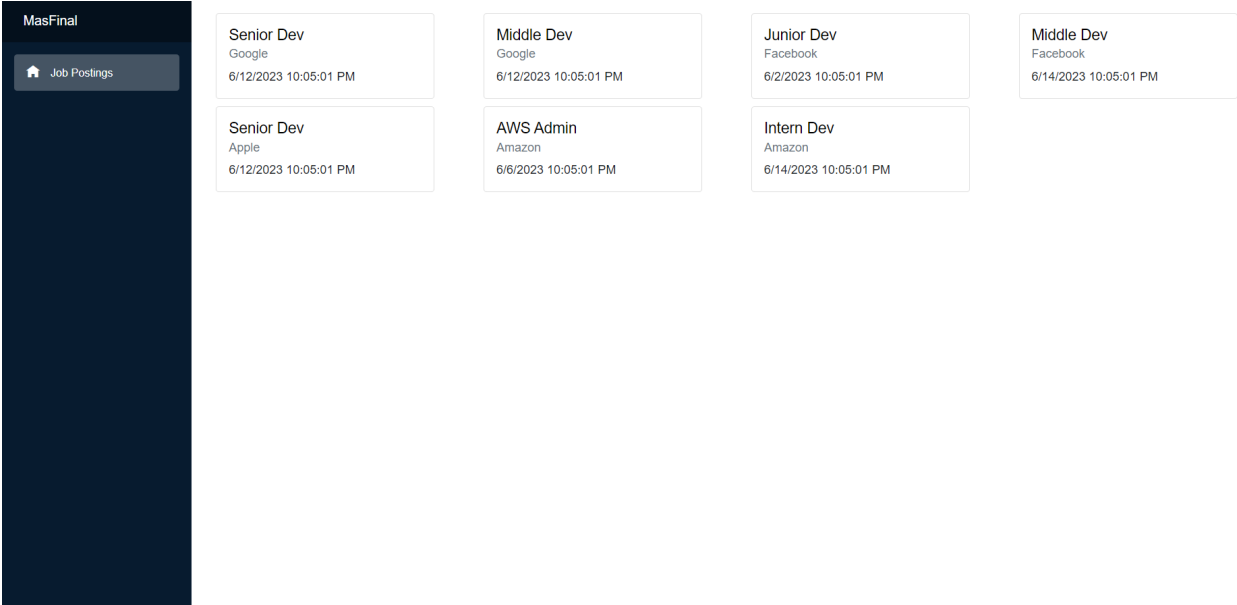 MasFinal
Job Postings
Senior Dev
Google
6/12/2023 10:05:01 PM
Middle Dev
Google
6/12/2023 10:05:01 PM
Junior Dev
Facebook
6/2/2023 10:05:01 PM
Middle Dev
Facebook
6/14/2023 10:05:01 PM
Senior Dev
Apple
6/12/2023 10:05:01 PM
AWS Admin
Amazon
6/6/2023 10:05:01 PM
Intern Dev
Amazon
6/14/2023 10:05:01 PM